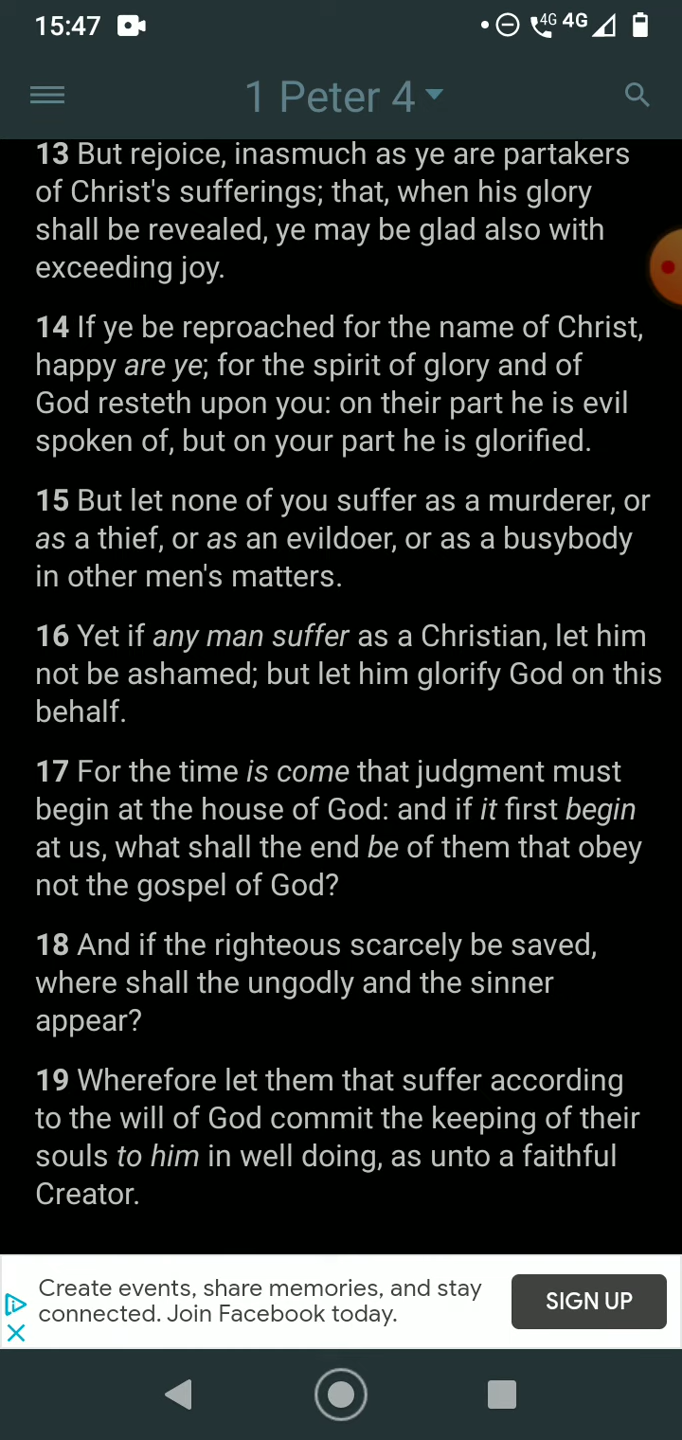 15:47
4G 4G
1 Peter 4
13 But rejoice, inasmuch as ye are partakers
of Christ's sufferings; that, when his glory
shall be revealed, ye may be glad also with
exceeding joy.
14 If ye be reproached for the name of Christ,
happy are ye; for the spirit of glory and of
God resteth upon you: on their part he is evil
spoken of, but on your part he is glorified.
15 But let none of you suffer as a murderer, or
as a thief, or as an evildoer, or as a busybody
in other men's matters.
16 Yet if any man suffer as a Christian, let him
not be ashamed; but let him glorify God on this
behalf.
17 For the time is come that judgment must
begin at the house of God: and if it first begin
at us, what shall the end be of them that obey
not the gospel of God?
18 And if the righteous scarcely be saved,
where shall the ungodly and the sinner
appear?
19 Wherefore let them that suffer according
to the will of God commit the keeping of their
souls to him in well doing, as unto a faithful
Creator.
Create events, share memories, and stay
connected. Join Facebook today.
SIGN UP